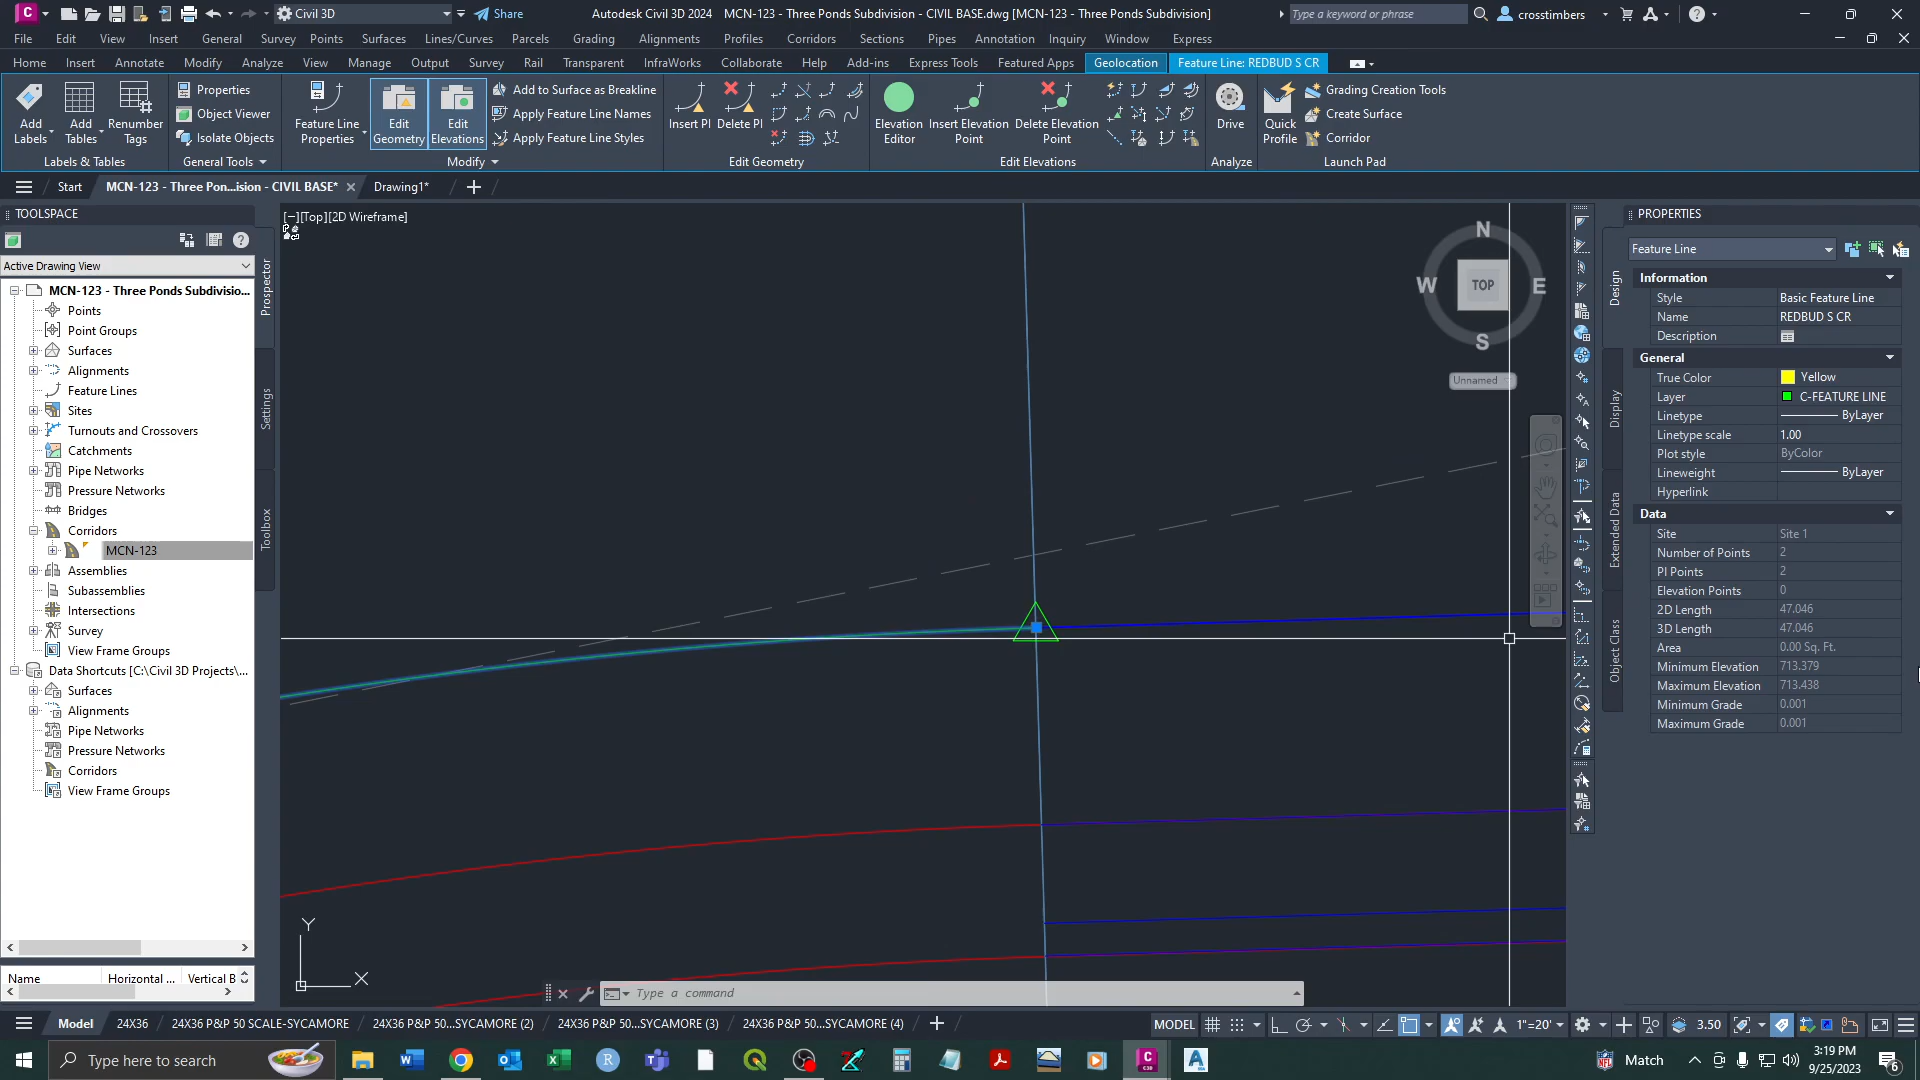 Civil 3D
Share
Autodesk Civil 3D 2024 MCN-123 - Three Ponds Subdivision - CIVIL BASE.dwg [MCN-123 - Three Ponds Subdivision]
Type a keyword or phrase
crosstimbers
File Edit View Insert General Survey Points Surfaces Lines/Curves Parcels Grading Alignments Profiles Corridors Sections Pipes Annotation Inquiry Window Express
Home Insert Annotate Modify Analyze View Manage Output Survey Rail Transparent InfraWorks Collaborate Help Add-ins Express Tools Featured Apps Geolocation Feature Line: REDBUD S CR
Add Labels
Add Tables
Renumber Tags
Properties
Object Viewer
Isolate Objects
Feature Line Properties
Edit Geometry
Edit Elevations
Add to Surface as Breakline
Apply Feature Line Names
Apply Feature Line Styles
Insert PI
Delete PI
Elevation Editor
Insert Elevation Point
Delete Elevation Point
Drive
Quick Profile
Grading Creation Tools
Create Surface
Corridor
Labels & Tables
General Tools
Modify
Edit Geometry
Edit Elevations
Analyze
Launch Pad
Start
MCN-123 - Three Pon...ision - CIVIL BASE*
Drawing1*
TOOLSPACE
Active Drawing View
MCN-123 - Three Ponds Subdivisio...
Points
Point Groups
Surfaces
Alignments
Feature Lines
Sites
Turnouts and Crossovers
Catchments
Pipe Networks
Pressure Networks
Bridges
Corridors
MCN-123
Assemblies
Subassemblies
Intersections
Survey
View Frame Groups
Data Shortcuts [C:\Civil 3D Projects\...
Surfaces
Alignments
Pipe Networks
Pressure Networks
Corridors
View Frame Groups
Name Horizontal ... Vertical B
Prospector
Settings
Toolbox
[−][Top][2D Wireframe]
N
W
TOP
E
S
Unnamed
Y
X
Type a command
PROPERTIES
Feature Line
Design
Display
Extended Data
Object Class
Information
Style Basic Feature Line
Name REDBUD S CR
Description
General
True Color Yellow
Layer C-FEATURE LINE
Linetype ByLayer
Linetype scale 1.00
Plot style ByColor
Lineweight ByLayer
Hyperlink
Data
Site Site 1
Number of Points 2
PI Points 2
Elevation Points 0
2D Length 47.046
3D Length 47.046
Area 0.00 Sq. Ft.
Minimum Elevation 713.379
Maximum Elevation 713.438
Minimum Grade 0.001
Maximum Grade 0.001
Model 24X36 24X36 P&P 50 SCALE-SYCAMORE 24X36 P&P 50...SYCAMORE (2) 24X36 P&P 50...SYCAMORE (3) 24X36 P&P 50...SYCAMORE (4)
MODEL
1"=20'
3.50
Type here to search
Match
3:19 PM
9/25/2023
6